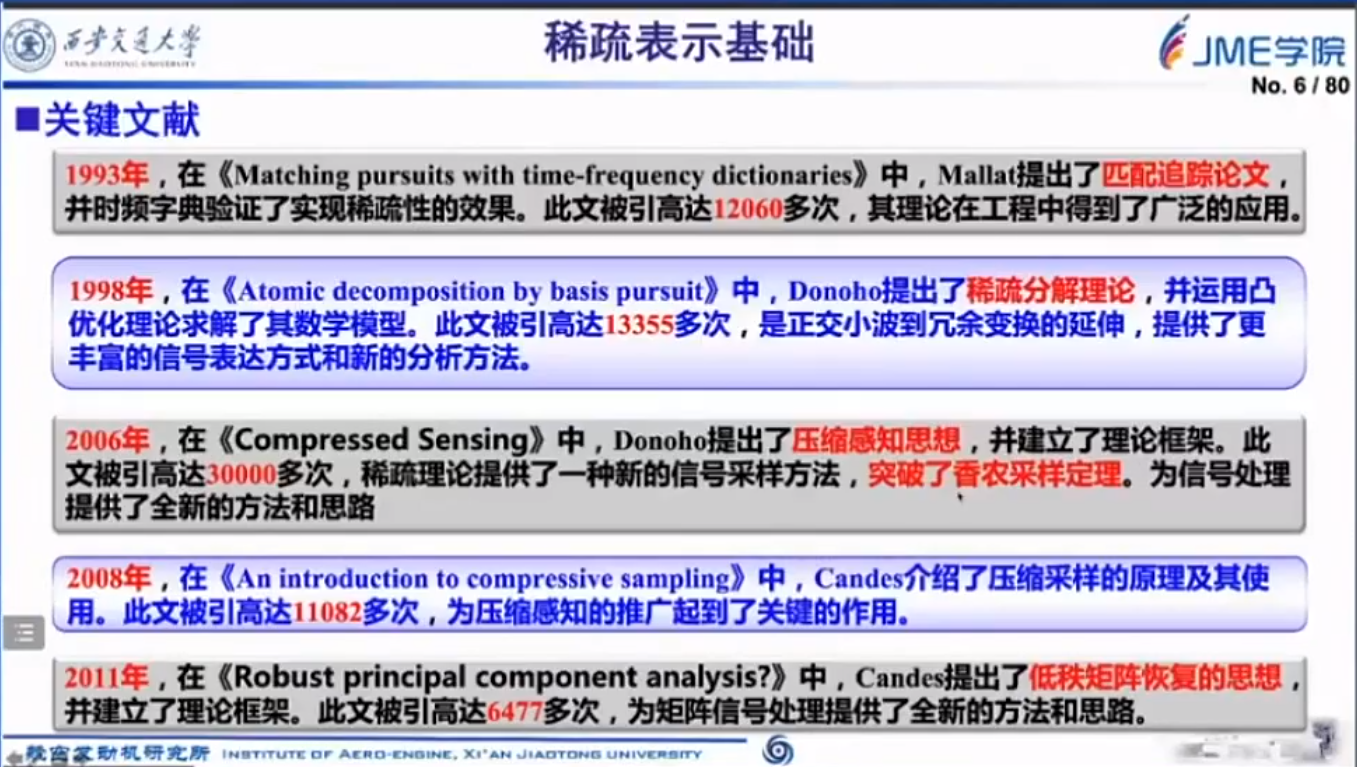 西安交通大学
XI'AN JIAOTONG UNIVERSITY
稀疏表示基础
JME学院
No. 6 / 80
关键文献
1993年，在《Matching pursuits with time-frequency dictionaries》中，Mallat提出了匹配追踪论文，
并时频字典验证了实现稀疏性的效果。此文被引高达12060多次，其理论在工程中得到了广泛的应用。
1998年，在《Atomic decomposition by basis pursuit》中，Donoho提出了稀疏分解理论，并运用凸
优化理论求解了其数学模型。此文被引高达13355多次，是正交小波到冗余变换的延伸，提供了更
丰富的信号表达方式和新的分析方法。
2006年，在《Compressed Sensing》中，Donoho提出了压缩感知思想，并建立了理论框架。此
文被引高达30000多次，稀疏理论提供了一种新的信号采样方法，突破了香农采样定理。为信号处理
提供了全新的方法和思路
2008年，在《An introduction to compressive sampling》中，Candes介绍了压缩采样的原理及其使
用。此文被引高达11082多次，为压缩感知的推广起到了关键的作用。
2011年，在《Robust principal component analysis?》中，Candes提出了低秩矩阵恢复的思想，
并建立了理论框架。此文被引高达6477多次，为矩阵信号处理提供了全新的方法和思路。
航空发动机研究所 INSTITUTE OF AERO-ENGINE, XI'AN JIAOTONG UNIVERSITY